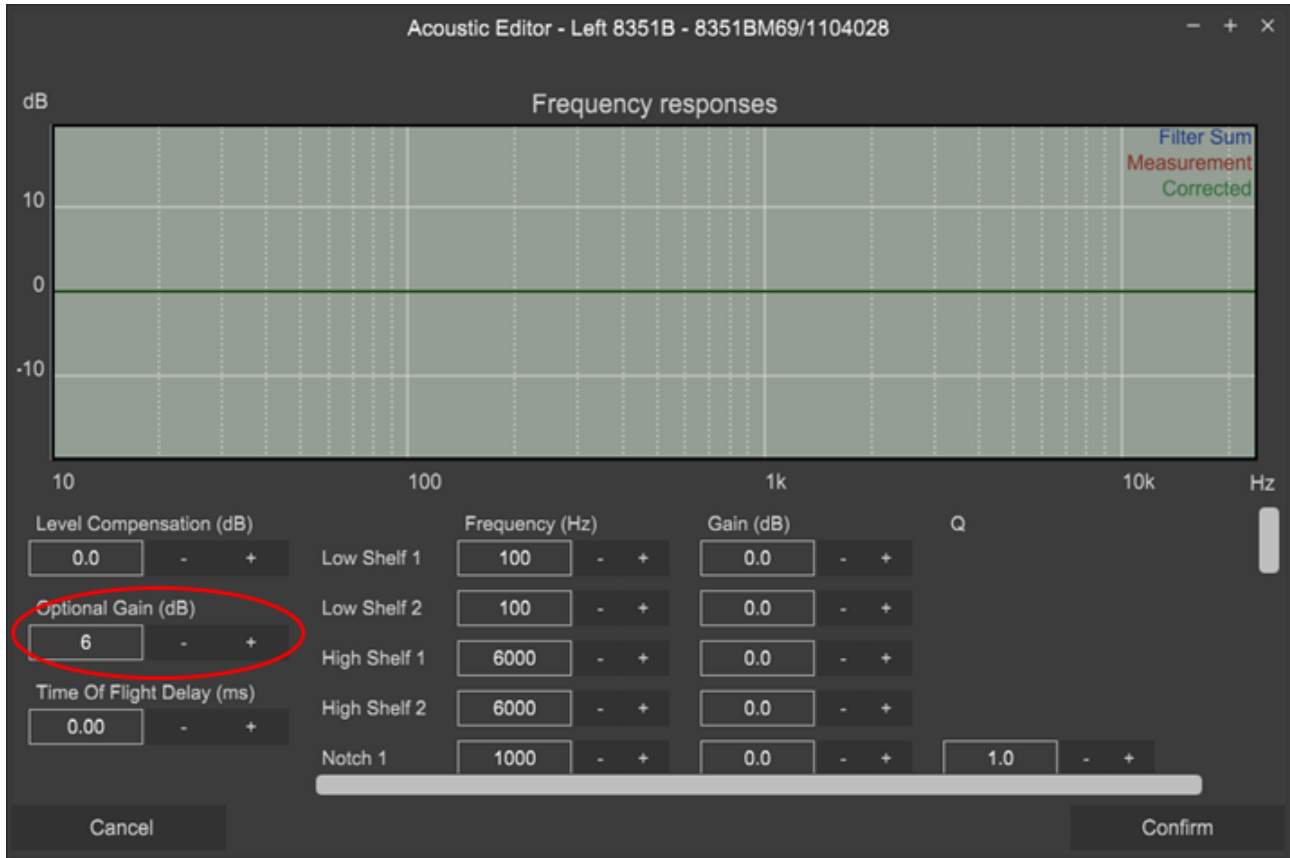 Acoustic Editor - Left 8351B - 8351BM69/1104028 - + ×
dB Frequency responses
Filter Sum
Measurement
Corrected
10
0
-10
10 100 1k 10k Hz
Level Compensation (dB)
0.0 - +
Optional Gain (dB)
6 - +
Time Of Flight Delay (ms)
0.00 - +
Frequency (Hz) Gain (dB) Q
Low Shelf 1 100 - + 0.0 - +
Low Shelf 2 100 - + 0.0 - +
High Shelf 1 6000 - + 0.0 - +
High Shelf 2 6000 - + 0.0 - +
Notch 1 1000 - + 0.0 - + 1.0 - +
Cancel Confirm